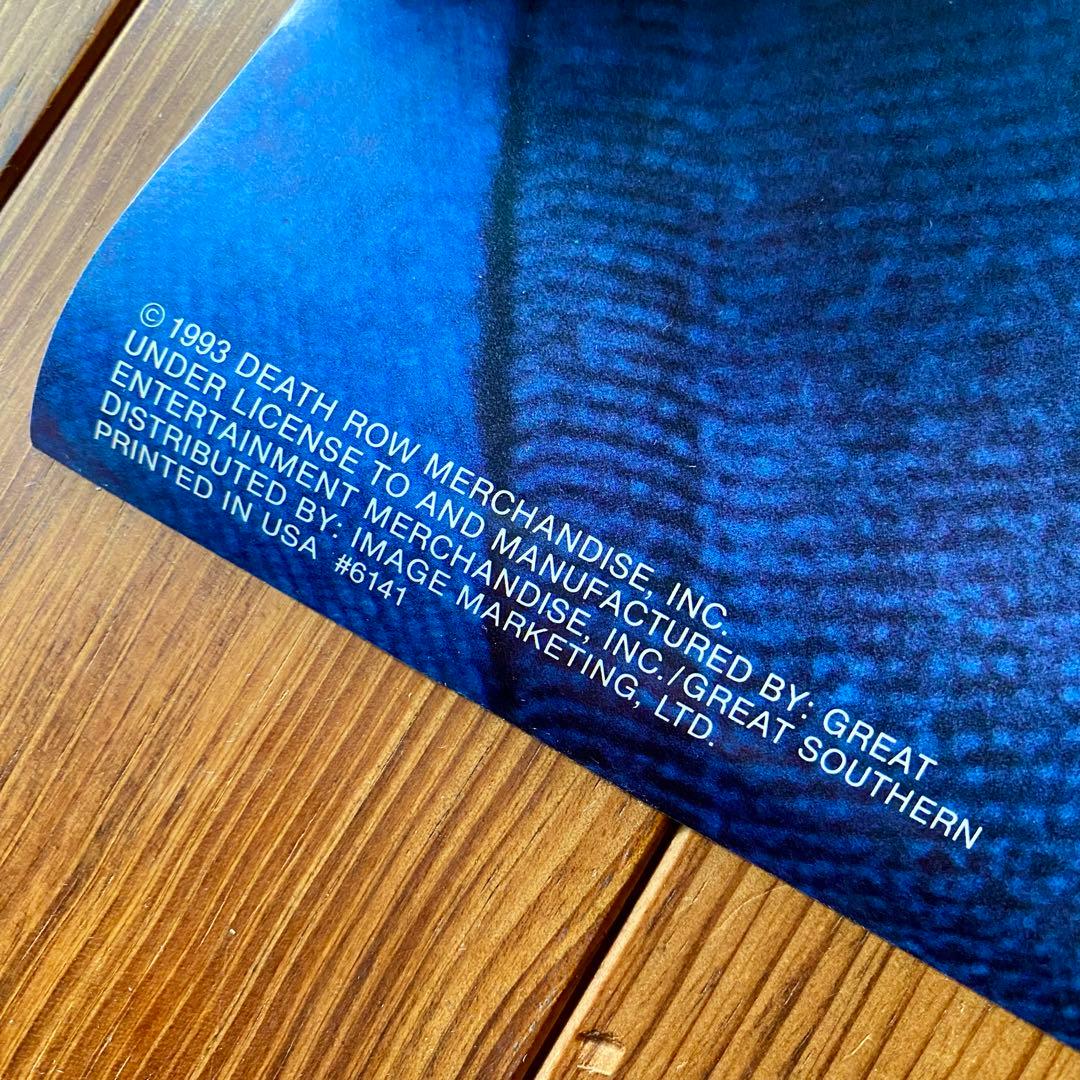 © 1993 DEATH ROW MERCHANDISE, INC.
UNDER LICENSE TO AND MANUFACTURED BY: GREAT
ENTERTAINMENT MERCHANDISE, INC./GREAT SOUTHERN
DISTRIBUTED BY: IMAGE MARKETING, LTD.
PRINTED IN USA #6141